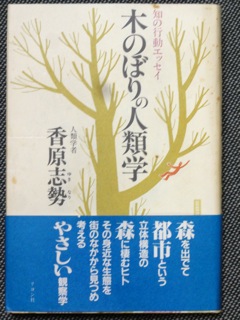 知の行動エッセイ
木のぼりの人類学
人類学者
香原志勢
森を出でて
都市という
立体構造の
森に棲むヒト
その身近な生態を
街のなかから見つめ
考える
やさしい観察学